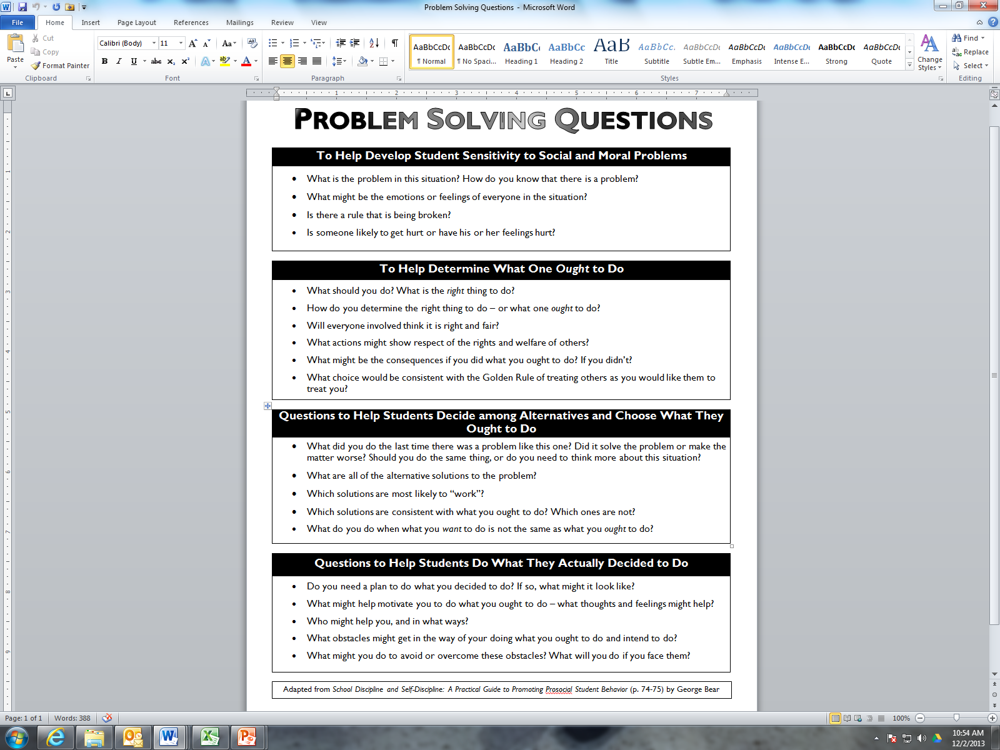 Problem Solving Questions - Microsoft Word
File Home Insert Page Layout References Mailings Review View
Paste
Cut
Copy
Format Painter
Clipboard
Calibri (Body) 11
Font
Paragraph
AaBbCcDc AaBbCcDc AaBbCc AaBbCc AaB AaBbCc. AaBbCcDc AaBbCcDc AaBbCcDc AaBbCcDc AaBbCcDc
¶ Normal ¶ No Spaci... Heading 1 Heading 2 Title Subtitle Subtle Em... Emphasis Intense E... Strong Quote
Styles
Change Styles
Find
Replace
Select
Editing
1 2 3 4 5 6 7
PROBLEM SOLVING QUESTIONS
To Help Develop Student Sensitivity to Social and Moral Problems
• What is the problem in this situation? How do you know that there is a problem?
• What might be the emotions or feelings of everyone in the situation?
• Is there a rule that is being broken?
• Is someone likely to get hurt or have his or her feelings hurt?
To Help Determine What One Ought to Do
• What should you do? What is the right thing to do?
• How do you determine the right thing to do – or what one ought to do?
• Will everyone involved think it is right and fair?
• What actions might show respect of the rights and welfare of others?
• What might be the consequences if you did what you ought to do? If you didn't?
• What choice would be consistent with the Golden Rule of treating others as you would like them to
treat you?
Questions to Help Students Decide among Alternatives and Choose What They
Ought to Do
• What did you do the last time there was a problem like this one? Did it solve the problem or make the
matter worse? Should you do the same thing, or do you need to think more about this situation?
• What are all of the alternative solutions to the problem?
• Which solutions are most likely to “work”?
• Which solutions are consistent with what you ought to do? Which ones are not?
• What do you do when what you want to do is not the same as what you ought to do?
Questions to Help Students Do What They Actually Decided to Do
• Do you need a plan to do what you decided to do? If so, what might it look like?
• What might help motivate you to do what you ought to do – what thoughts and feelings might help?
• Who might help you, and in what ways?
• What obstacles might get in the way of your doing what you ought to do and intend to do?
• What might you do to avoid or overcome these obstacles? What will you do if you face them?
Adapted from School Discipline and Self-Discipline: A Practical Guide to Promoting Prosocial Student Behavior (p. 74-75) by George Bear
Page: 1 of 1 Words: 388 100%
10:54 AM
12/2/2013